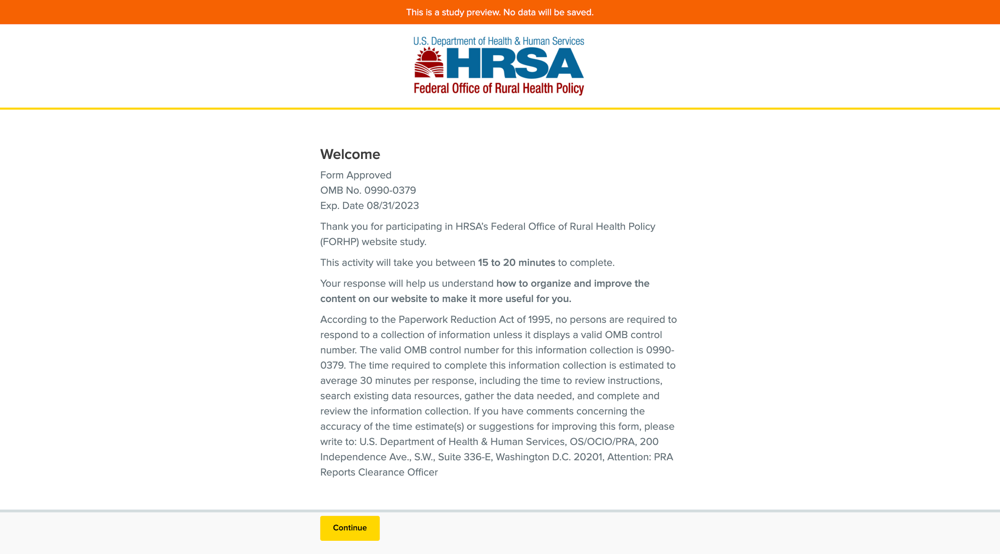 This is a study preview. No data will be saved.
U.S. Department of Health & Human Services
HRSA
Federal Office of Rural Health Policy
Welcome
Form Approved
OMB No. 0990-0379
Exp. Date 08/31/2023
Thank you for participating in HRSA’s Federal Office of Rural Health Policy
(FORHP) website study.
This activity will take you between 15 to 20 minutes to complete.
Your response will help us understand how to organize and improve the
content on our website to make it more useful for you.
According to the Paperwork Reduction Act of 1995, no persons are required to
respond to a collection of information unless it displays a valid OMB control
number. The valid OMB control number for this information collection is 0990-
0379. The time required to complete this information collection is estimated to
average 30 minutes per response, including the time to review instructions,
search existing data resources, gather the data needed, and complete and
review the information collection. If you have comments concerning the
accuracy of the time estimate(s) or suggestions for improving this form, please
write to: U.S. Department of Health & Human Services, OS/OCIO/PRA, 200
Independence Ave., S.W., Suite 336-E, Washington D.C. 20201, Attention: PRA
Reports Clearance Officer
Continue